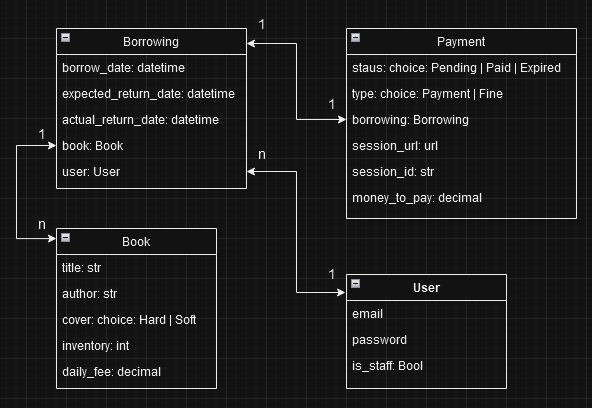 Borrowing
borrow_date: datetime
expected_return_date: datetime
actual_return_date: datetime
book: Book
user: User
1
1
Payment
staus: choice: Pending | Paid | Expired
type: choice: Payment | Fine
borrowing: Borrowing
session_url: url
session_id: str
money_to_pay: decimal
1
n
Book
title: str
author: str
cover: choice: Hard | Soft
inventory: int
daily_fee: decimal
n
1
User
email
password
is_staff: Bool